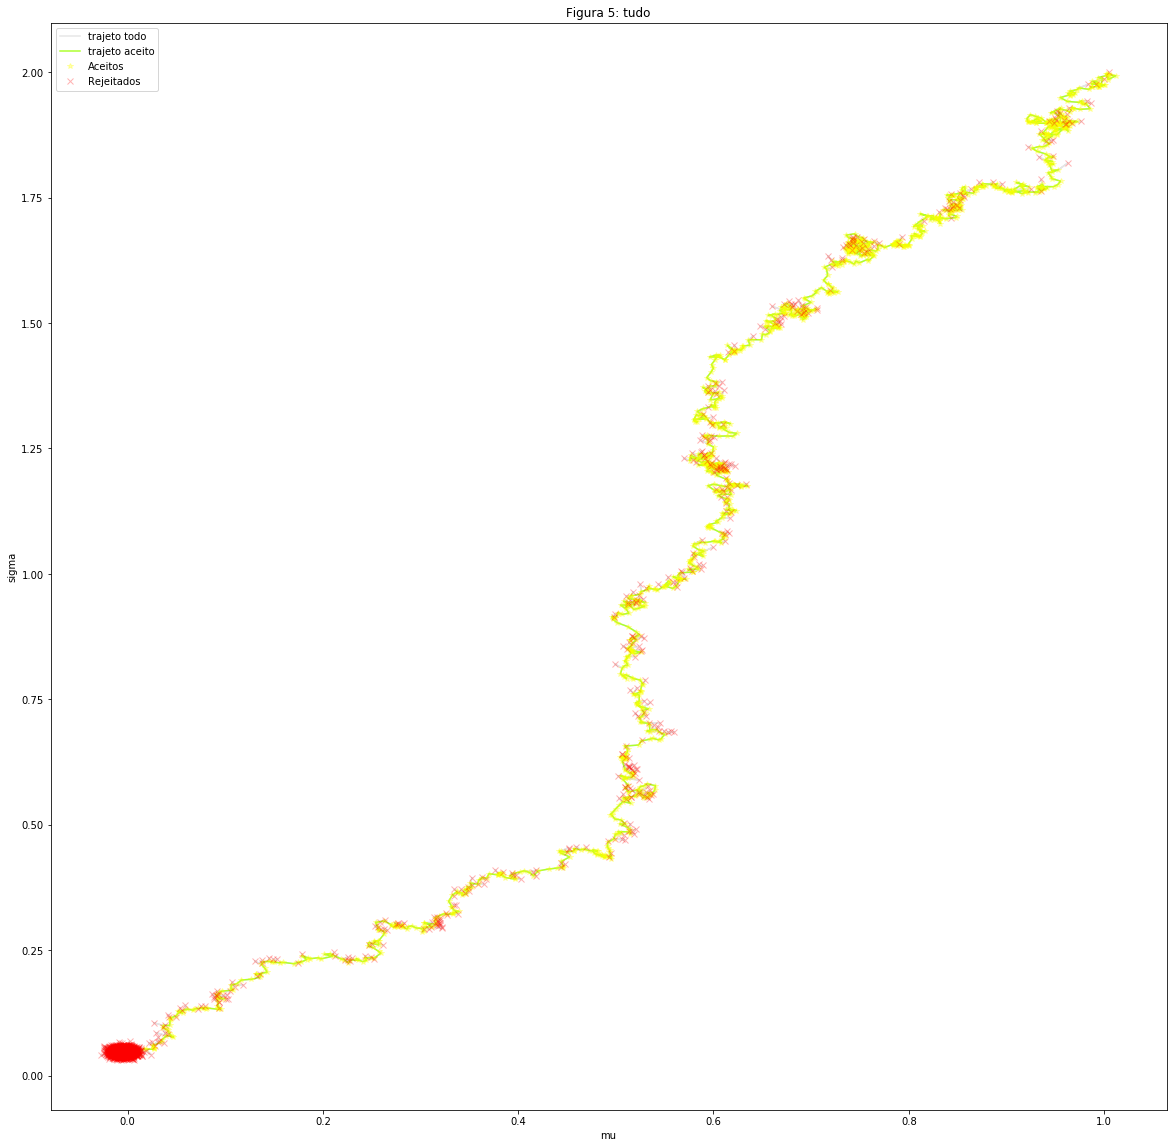 Figura 5: tudo
trajeto todo
trajeto aceito
Aceitos
Rejeitados
2.00
1.75
1.50
1.25
1.00
0.75
0.50
0.25
0.00
sigma
0.0 0.2 0.4 0.6 0.8 1.0
mu